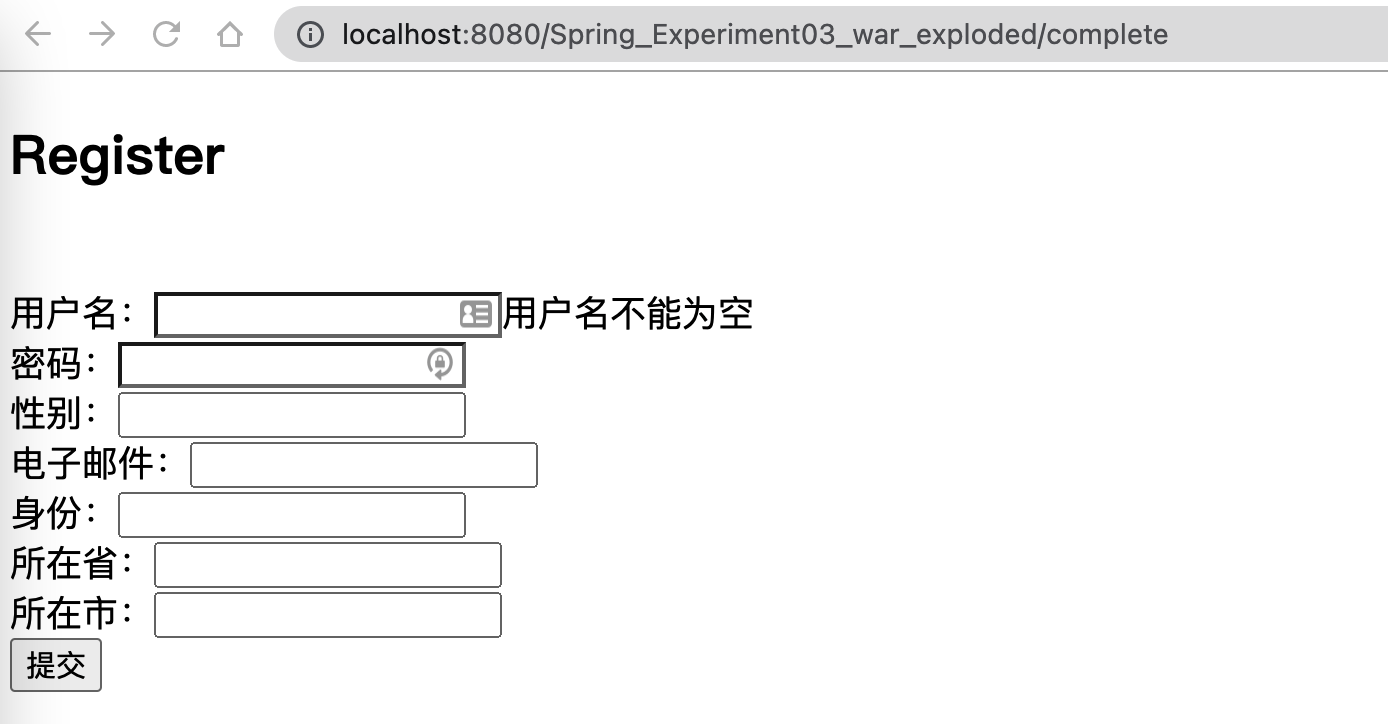 localhost:8080/Spring_Experiment03_war_exploded/complete
Register
用户名： 用户名不能为空
密码：
性别：
电子邮件：
身份：
所在省：
所在市：
提交